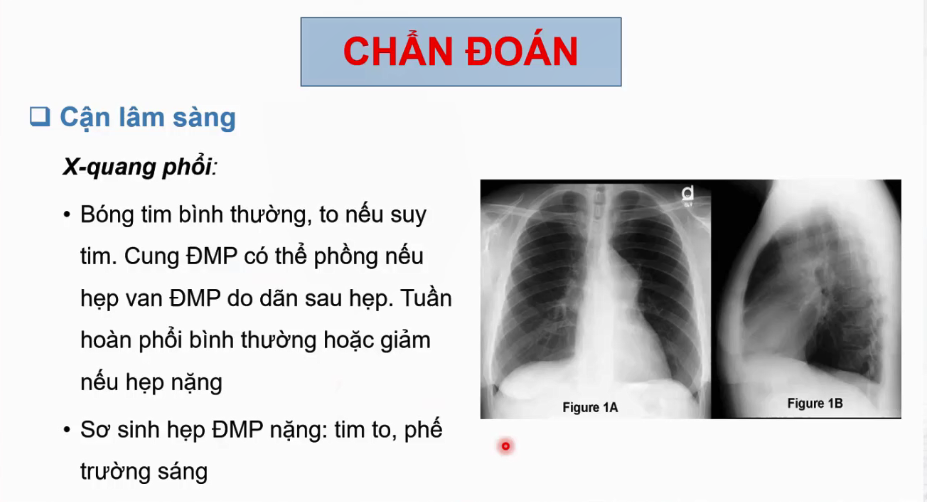 CHẨN ĐOÁN
❑ Cận lâm sàng
X-quang phổi:
• Bóng tim bình thường, to nếu suy
tim. Cung ĐMP có thể phồng nếu
hẹp van ĐMP do dãn sau hẹp. Tuần
hoàn phổi bình thường hoặc giảm
nếu hẹp nặng
• Sơ sinh hẹp ĐMP nặng: tim to, phế
trường sáng
d
Figure 1A
Figure 1B